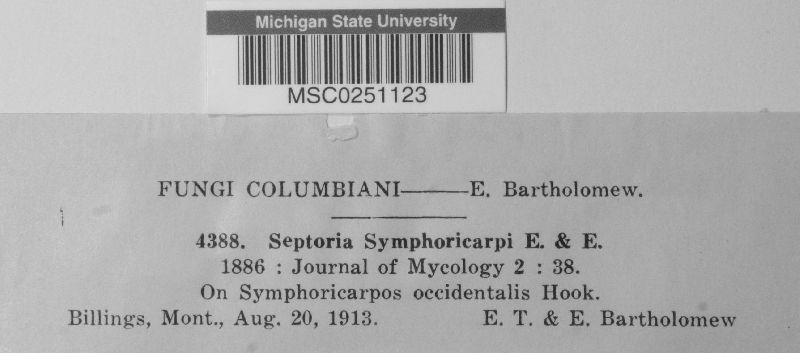 Michigan State University
MSC0251123
FUNGI COLUMBIANI———E. Bartholomew.
4388. Septoria Symphoricarpi E. & E.
1886 : Journal of Mycology 2 : 38.
On Symphoricarpos occidentalis Hook.
Billings, Mont., Aug. 20, 1913. E. T. & E. Bartholomew